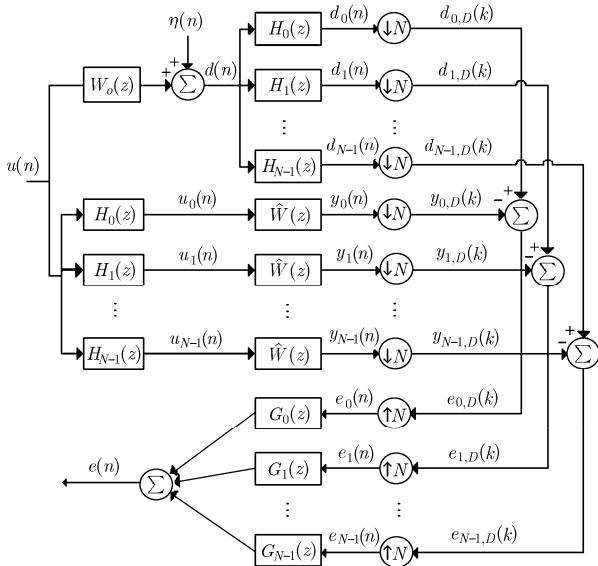 η(n) H₀(z) d₀(n) ↓N d₀,D(k)
u(n) Wₒ(z) + + ∑ d(n) H₁(z) d₁(n) ↓N d₁,D(k)
⋮ ⋮
H_{N−1}(z) d_{N−1}(n) ↓N d_{N−1,D}(k)
H₀(z) u₀(n) Ŵ(z) y₀(n) ↓N y₀,D(k) − + ∑
H₁(z) u₁(n) Ŵ(z) y₁(n) ↓N y₁,D(k) − + ∑
⋮ ⋮ ⋮
H_{N−1}(z) u_{N−1}(n) Ŵ(z) y_{N−1}(n) ↓N y_{N−1,D}(k) − + ∑
G₀(z) e₀(n) ↑N e₀,D(k)
e(n) ∑ G₁(z) e₁(n) ↑N e₁,D(k)
⋮ ⋮
G_{N−1}(z) e_{N−1}(n) ↑N e_{N−1,D}(k)